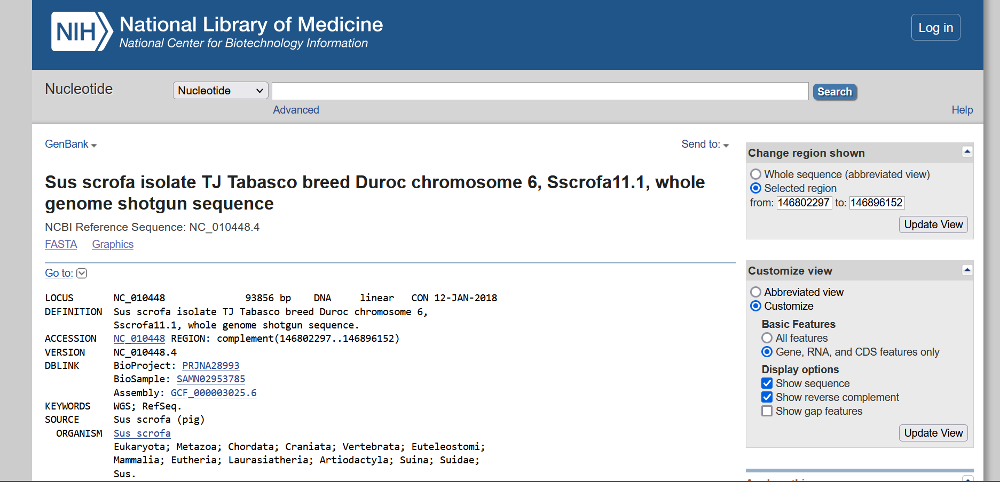 NIH National Library of Medicine
National Center for Biotechnology Information
Log in
Nucleotide
Nucleotide
Search
Advanced
Help
GenBank
Send to:
Sus scrofa isolate TJ Tabasco breed Duroc chromosome 6, Sscrofa11.1, whole
genome shotgun sequence
NCBI Reference Sequence: NC_010448.4
FASTA Graphics
Go to:
LOCUS NC_010448 93856 bp DNA linear CON 12-JAN-2018
DEFINITION Sus scrofa isolate TJ Tabasco breed Duroc chromosome 6,
Sscrofa11.1, whole genome shotgun sequence.
ACCESSION NC_010448 REGION: complement(146802297..146896152)
VERSION NC_010448.4
DBLINK BioProject: PRJNA28993
BioSample: SAMN02953785
Assembly: GCF_000003025.6
KEYWORDS WGS; RefSeq.
SOURCE Sus scrofa (pig)
ORGANISM Sus scrofa
Eukaryota; Metazoa; Chordata; Craniata; Vertebrata; Euteleostomi;
Mammalia; Eutheria; Laurasiatheria; Artiodactyla; Suina; Suidae;
Sus.
Change region shown
Whole sequence (abbreviated view)
Selected region
from: 146802297 to: 146896152
Update View
Customize view
Abbreviated view
Customize
Basic Features
All features
Gene, RNA, and CDS features only
Display options
Show sequence
Show reverse complement
Show gap features
Update View